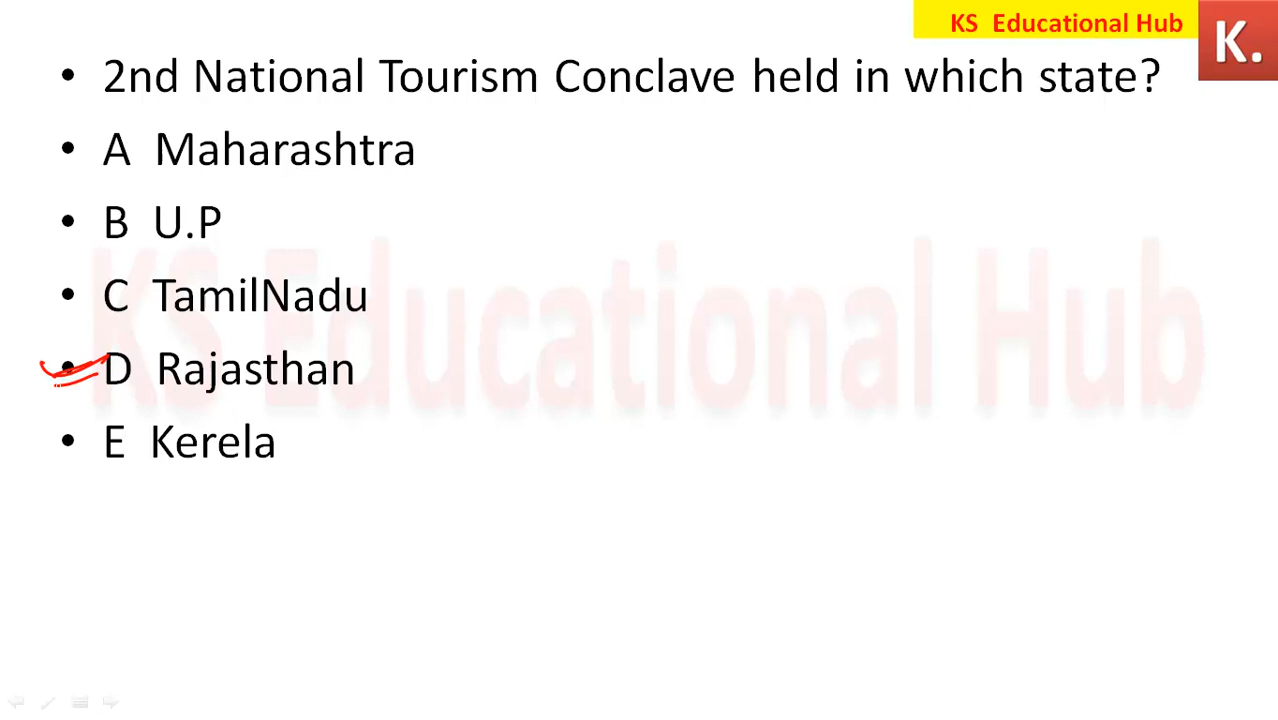 KS Educational Hub
K.
• 2nd National Tourism Conclave held in which state?
• A Maharashtra
• B U.P
• C TamilNadu
• D Rajasthan
• E Kerela
KS Educational Hub